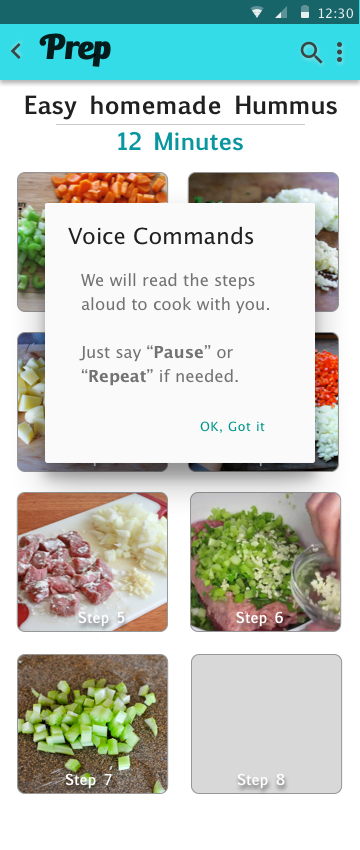 12:30
Prep
Easy homemade Hummus
12 Minutes
Voice Commands
We will read the steps
aloud to cook with you.
Just say “Pause” or
“Repeat” if needed.
OK, Got it
Step 5
Step 6
Step 7
Step 8